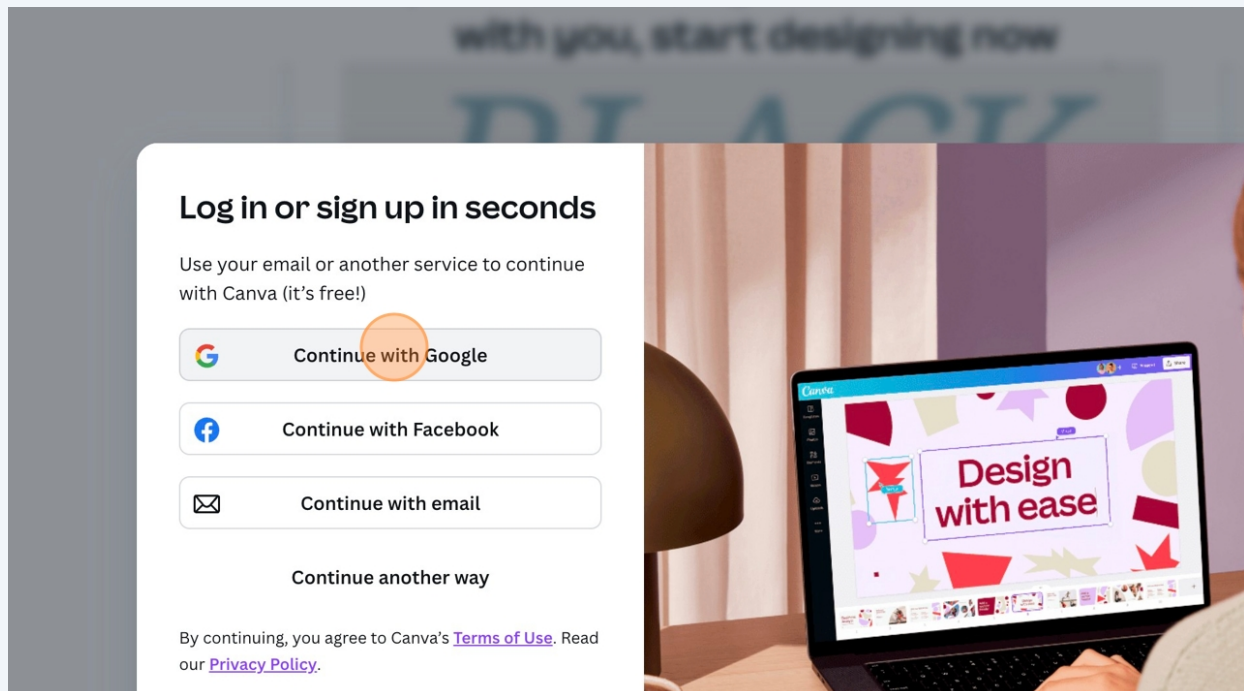 with you, start designing now
BLACK
Log in or sign up in seconds
Use your email or another service to continue
with Canva (it's free!)
Continue with Google
Continue with Facebook
Continue with email
Continue another way
By continuing, you agree to Canva's Terms of Use. Read
our Privacy Policy.
Canva
Share
Design
with ease